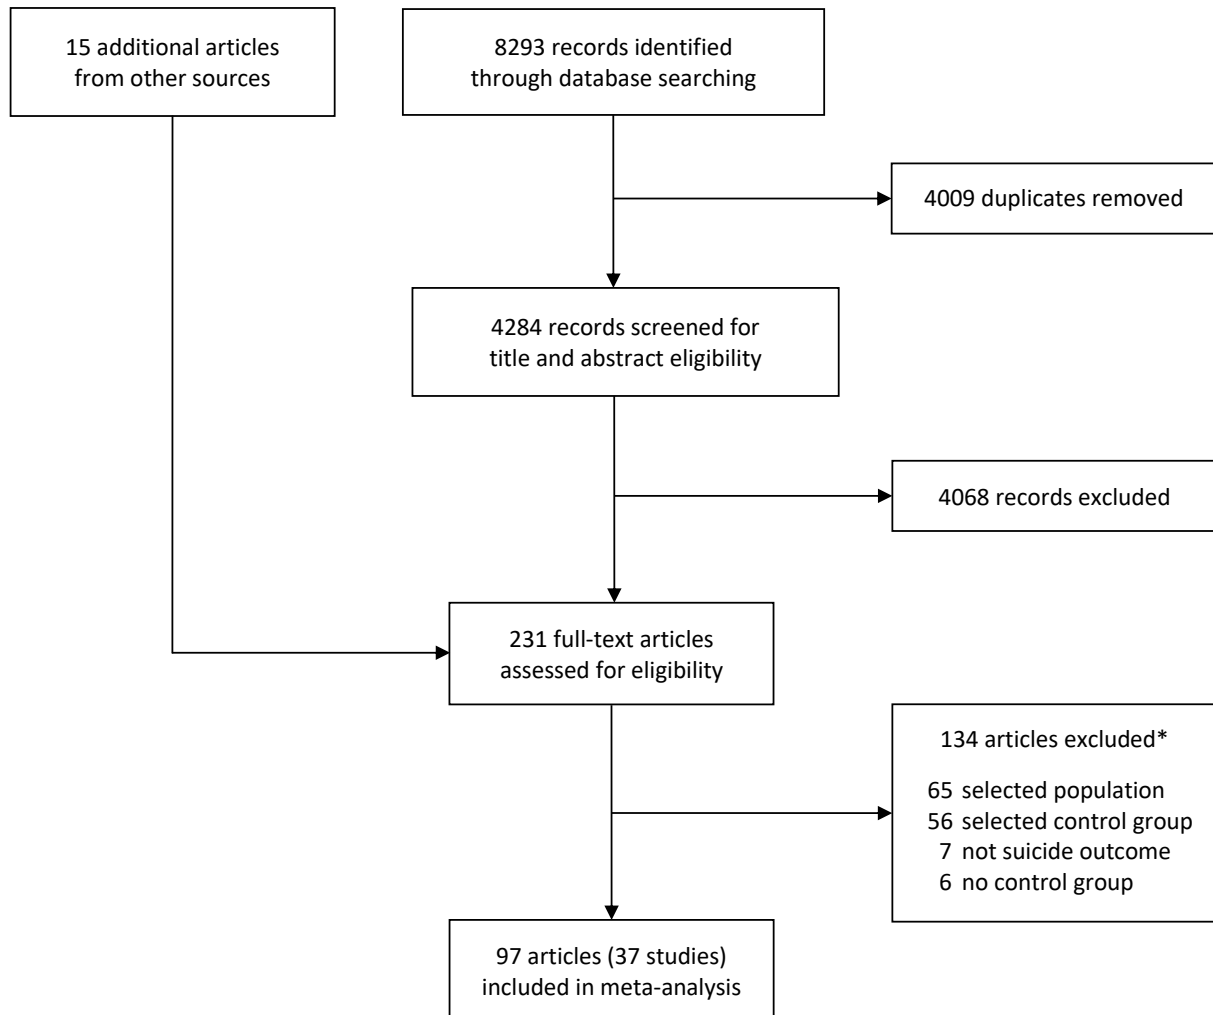 15 additional articles
from other sources
8293 records identified
through database searching
4009 duplicates removed
4284 records screened for
title and abstract eligibility
4068 records excluded
231 full-text articles
assessed for eligibility
134 articles excluded*
65 selected population
56 selected control group
7 not suicide outcome
6 no control group
97 articles (37 studies)
included in meta-analysis